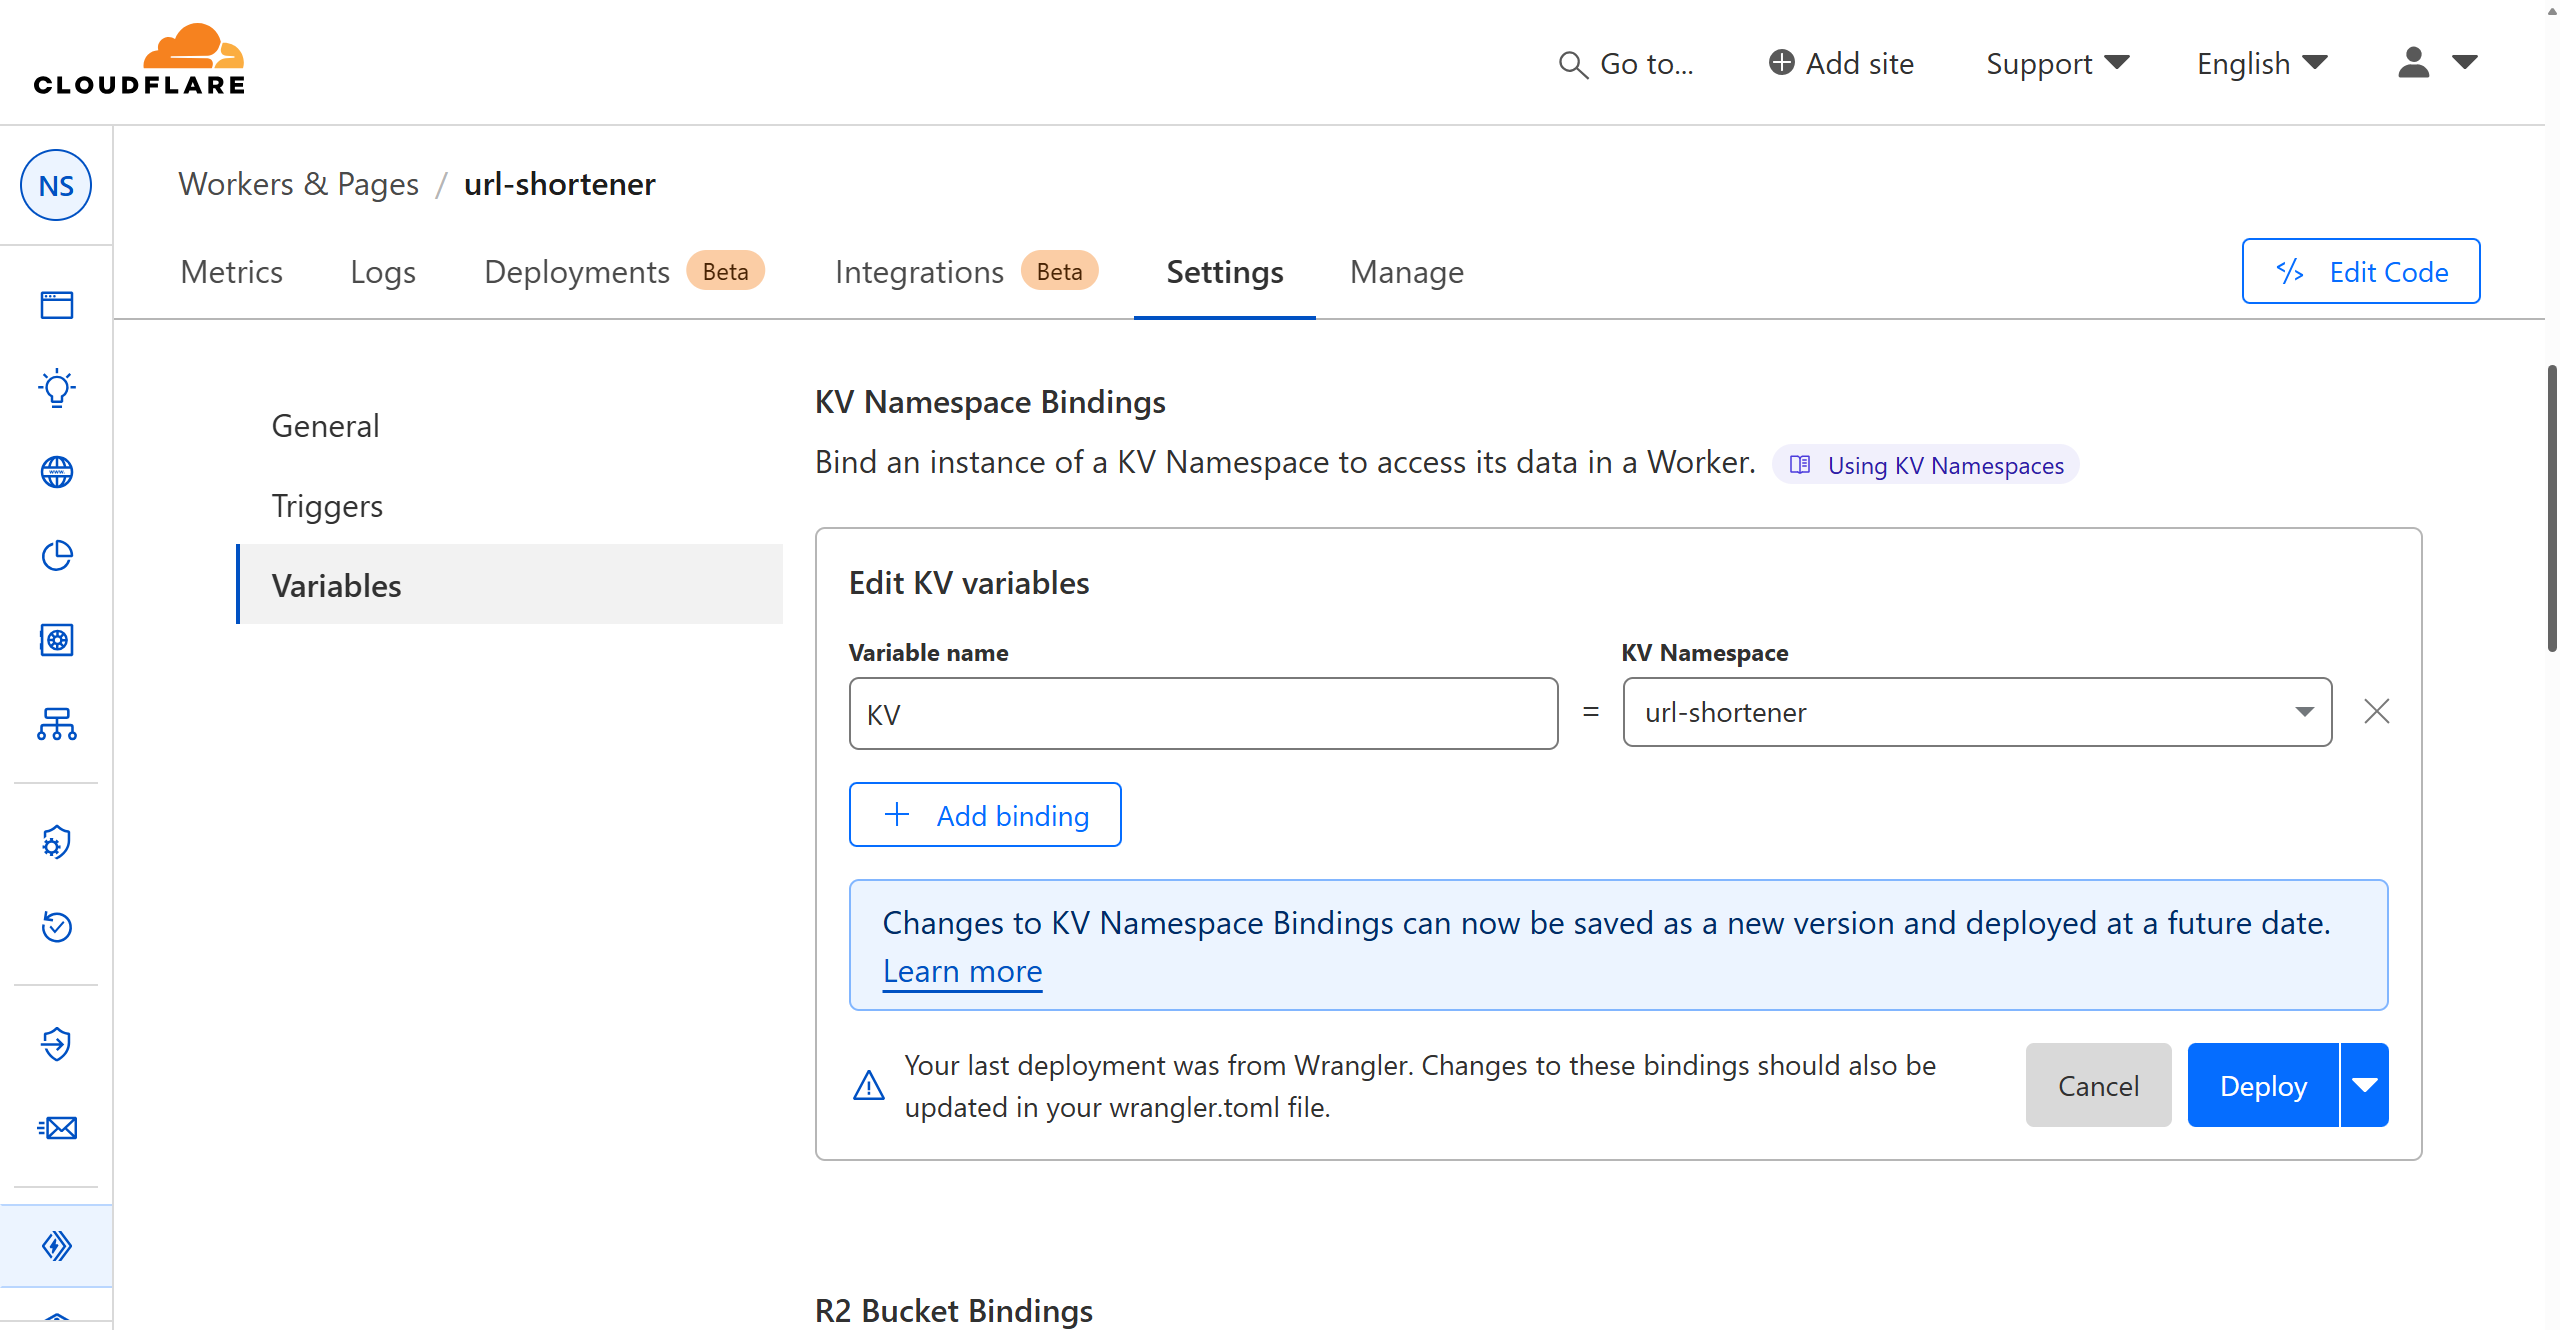 CLOUDFLARE
Go to...
Add site
Support
English
NS
Workers & Pages / url-shortener
Metrics
Logs
Deployments Beta
Integrations Beta
Settings
Manage
</> Edit Code
General
Triggers
Variables
KV Namespace Bindings
Bind an instance of a KV Namespace to access its data in a Worker. Using KV Namespaces
Edit KV variables
Variable name
KV Namespace
KV = url-shortener
+ Add binding
Changes to KV Namespace Bindings can now be saved as a new version and deployed at a future date.
Learn more
Your last deployment was from Wrangler. Changes to these bindings should also be
updated in your wrangler.toml file.
Cancel
Deploy
R2 Bucket Bindings